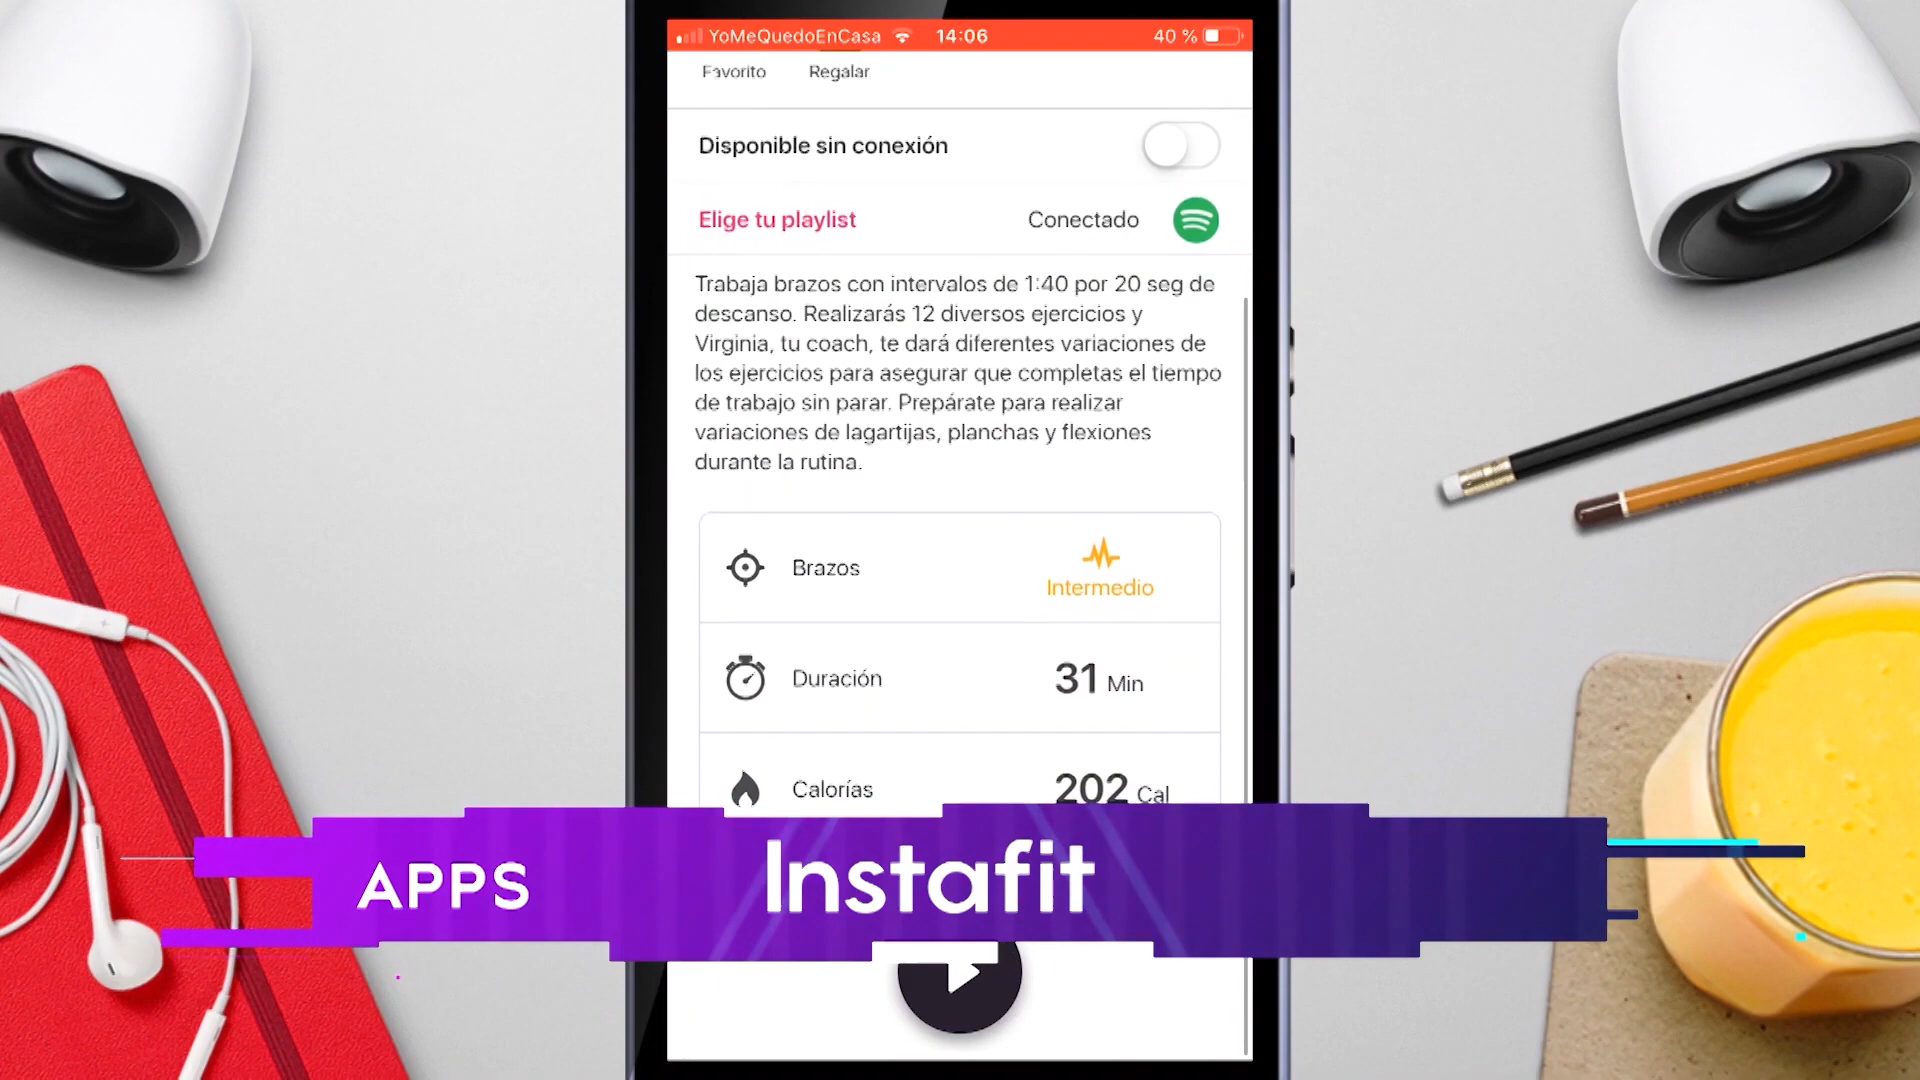 YoMeQuedoEnCasa 14:06 40 %
Favorito Regalar
Disponible sin conexión
Elige tu playlist Conectado
Trabaja brazos con intervalos de 1:40 por 20 seg de
descanso. Realizarás 12 diversos ejercicios y
Virginia, tu coach, te dará diferentes variaciones de
los ejercicios para asegurar que completas el tiempo
de trabajo sin parar. Prepárate para realizar
variaciones de lagartijas, planchas y flexiones
durante la rutina.
Brazos Intermedio
Duración 31 Min
Calorías 202 Cal
APPS Instafit